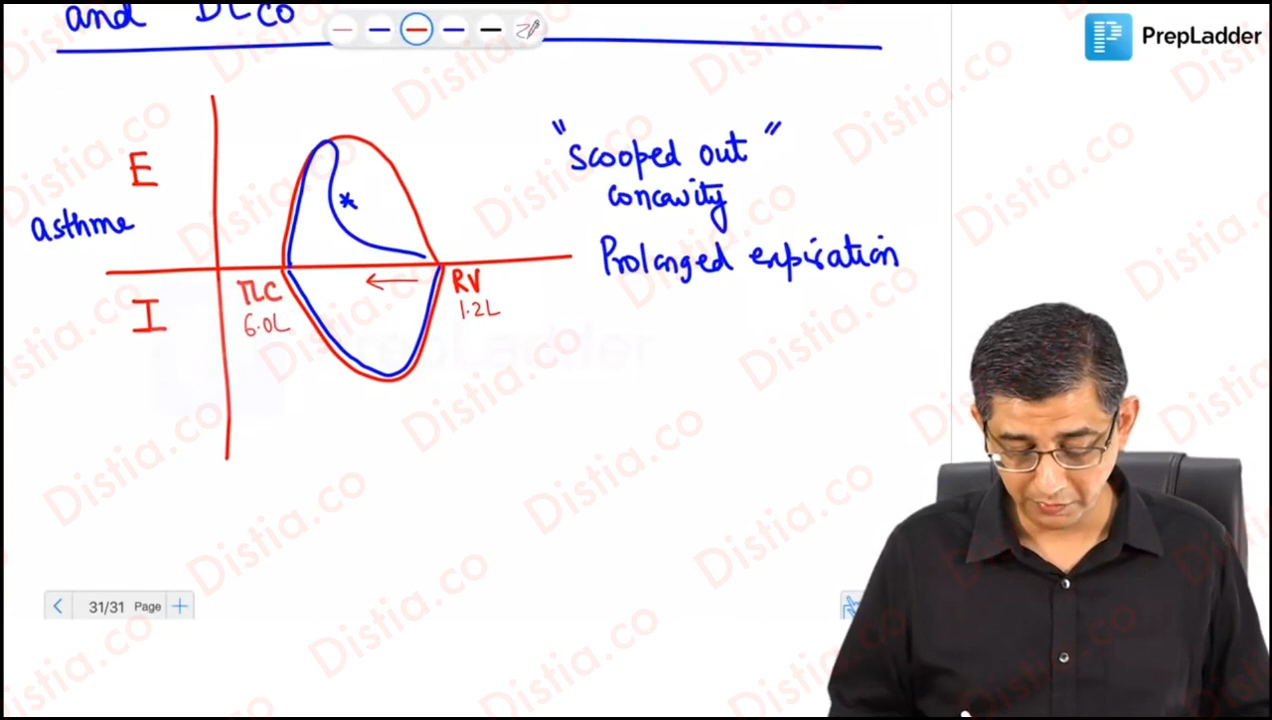 and DLCO
PrepLadder
"Scooped out"
concavity
Prolonged expiration
E
asthme
I
TLC
6.0L
RV
1.2L
*
31/31 Page
Distia.co